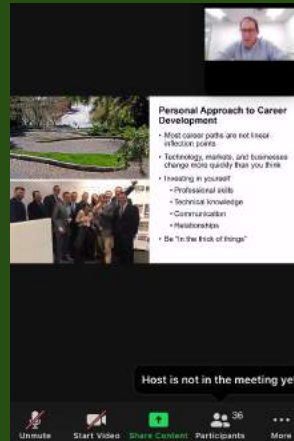 Personal Approach to Career
Development
• Most career paths are not linear-
inflection points
• Technology, markets, and businesses
change more quickly than you think
• Investing in yourself
• Professional skills
• Technical knowledge
• Communication
• Relationships
• Be "in the thick of things"
Host is not in the meeting ye
36
Unmute
Start Video
Share Content
Participants
More